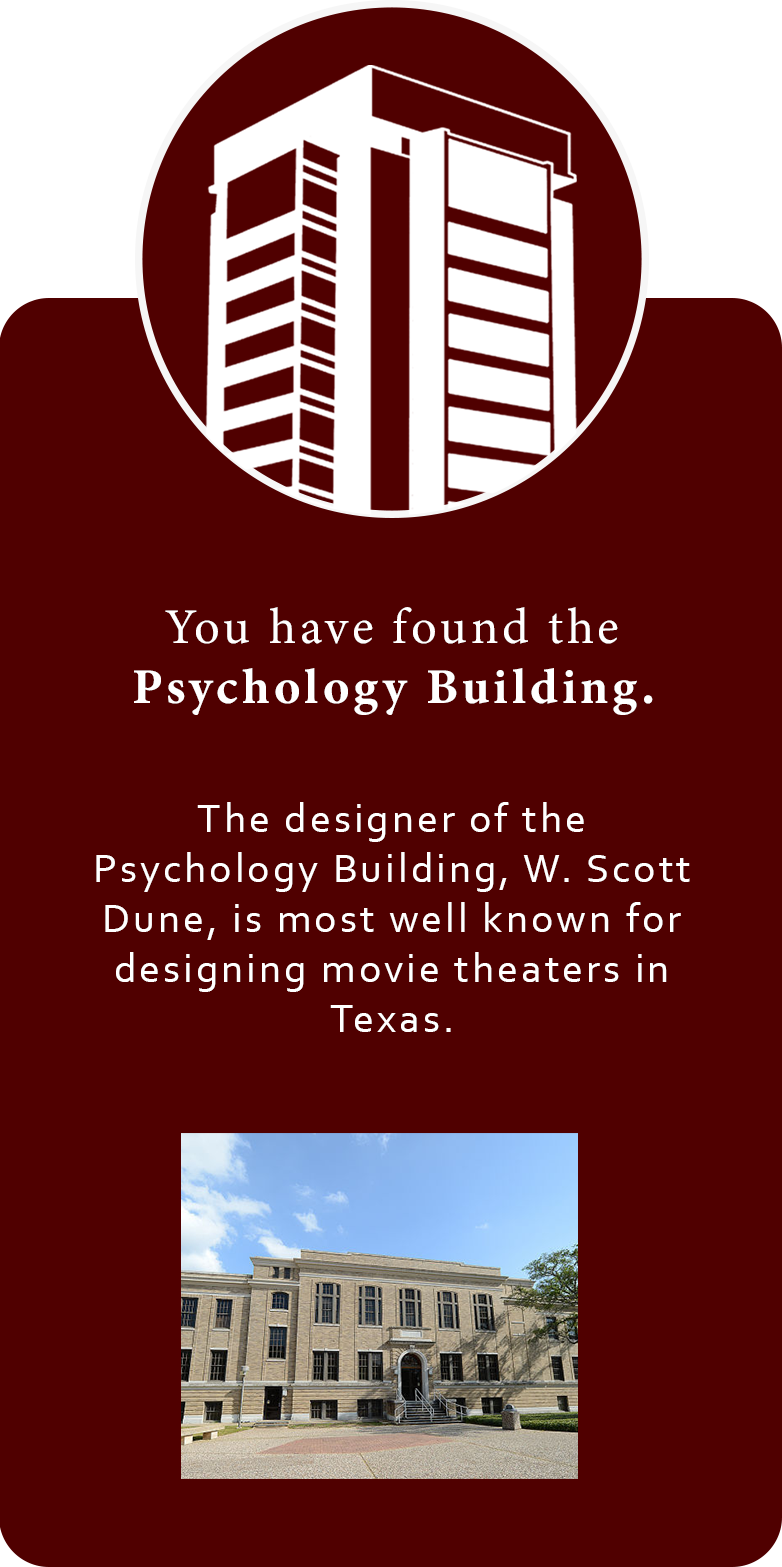 You have found the
Psychology Building.
The designer of the
Psychology Building, W. Scott
Dune, is most well known for
designing movie theaters in
Texas.